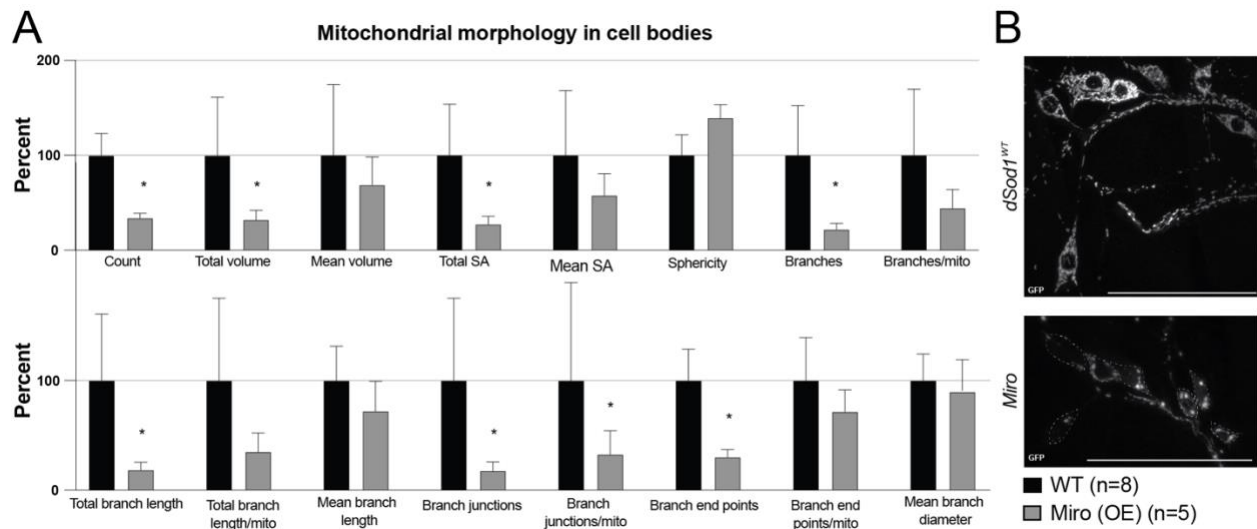 A
Mitochondrial morphology in cell bodies
200
100
0
Percent
*
*
*
*
Count
Total volume
Mean volume
Total SA
Mean SA
Sphericity
Branches
Branches/mito
100
0
Percent
*
*
*
*
Total branch length
Total branch
length/mito
Mean branch
length
Branch junctions
Branch
junctions/mito
Branch end points
Branch end
points/mito
Mean branch
diameter
B
dSod1WT
GFP
Miro
GFP
WT (n=8)
Miro (OE) (n=5)